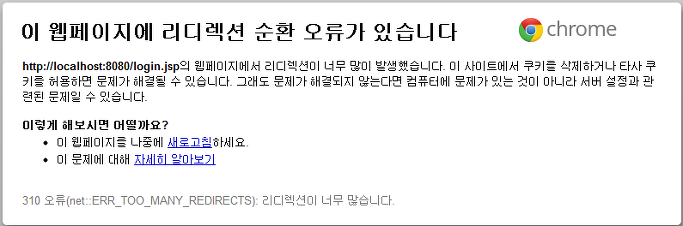 이 웹페이지에 리디렉션 순환 오류가 있습니다
chrome
http://localhost:8080/login.jsp의 웹페이지에서 리디렉션이 너무 많이 발생했습니다. 이 사이트에서 쿠키를 삭제하거나 타사 쿠
키를 허용하면 문제가 해결될 수 있습니다. 그래도 문제가 해결되지 않는다면 컴퓨터에 문제가 있는 것이 아니라 서버 설정과 관
련된 문제일 수 있습니다.
이렇게 해보시면 어떨까요?
• 이 웹페이지를 나중에 새로고침하세요.
• 이 문제에 대해 자세히 알아보기
310 오류(net::ERR_TOO_MANY_REDIRECTS): 리디렉션이 너무 많습니다.